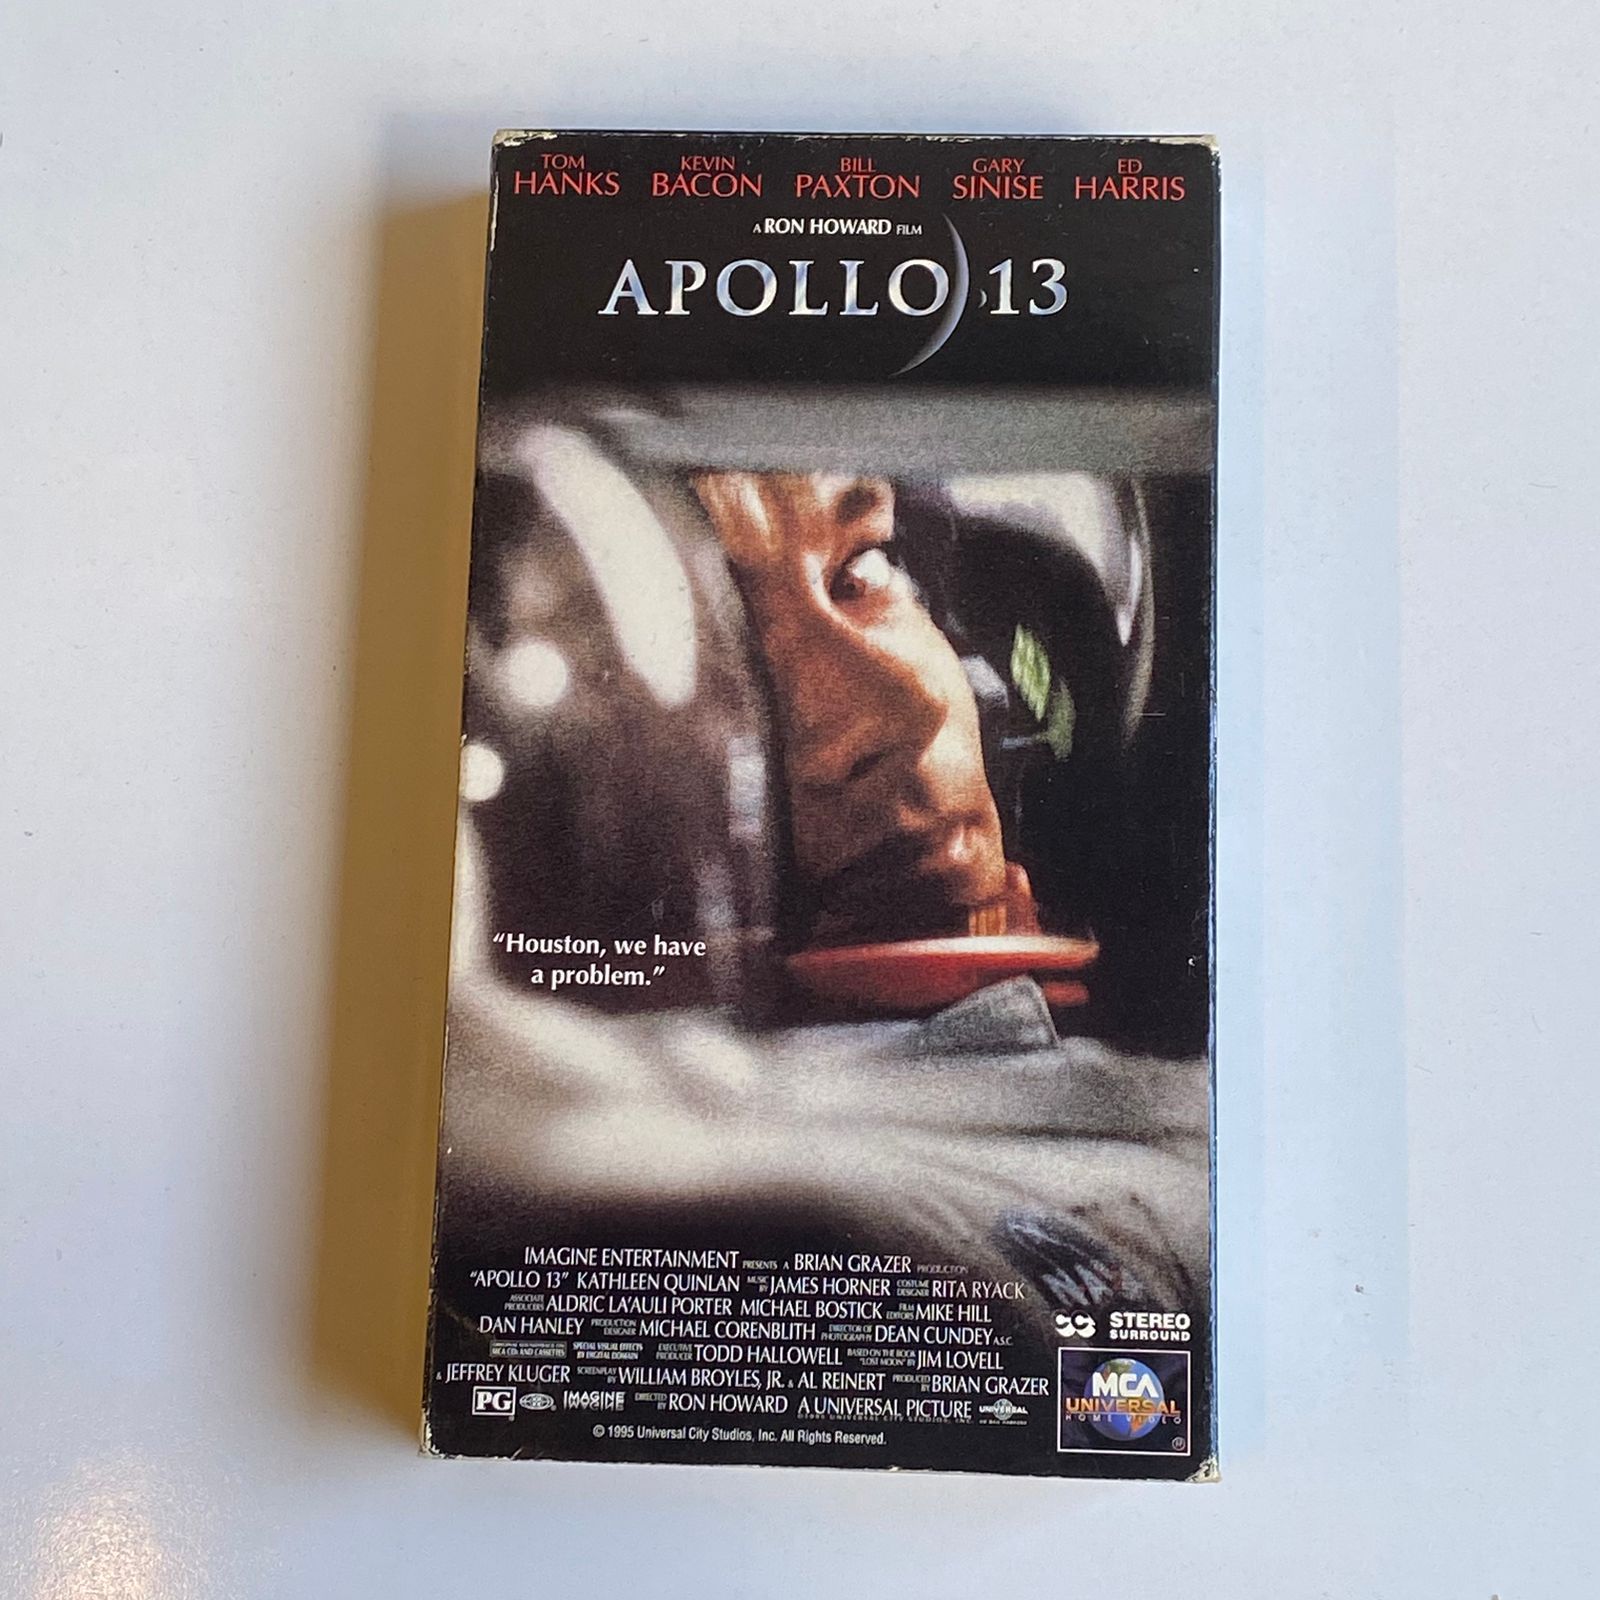 TOM HANKS KEVIN BACON BILL PAXTON GARY SINISE ED HARRIS
A RON HOWARD FILM
APOLLO 13
“Houston, we have
a problem.”
NAVY
IMAGINE ENTERTAINMENT PRESENTS A BRIAN GRAZER PRODUCTION
“APOLLO 13” KATHLEEN QUINLAN MUSIC BY JAMES HORNER COSTUME DESIGNER RITA RYACK
ASSOCIATE PRODUCERS ALDRIC LA'AULI PORTER MICHAEL BOSTICK FILM EDITORS MIKE HILL
DAN HANLEY PRODUCTION DESIGNER MICHAEL CORENBLITH DIRECTOR OF PHOTOGRAPHY DEAN CUNDEY A.S.C.
SPECIAL VISUAL EFFECTS BY DIGITAL DOMAIN EXECUTIVE PRODUCER TODD HALLOWELL BASED ON THE BOOK "LOST MOON" BY JIM LOVELL
& JEFFREY KLUGER SCREENPLAY BY WILLIAM BROYLES, JR. & AL REINERT PRODUCED BY BRIAN GRAZER
PG IMAGINE DIRECTED BY RON HOWARD A UNIVERSAL PICTURE UNIVERSAL
© 1995 Universal City Studios, Inc. All Rights Reserved.
CC STEREO
SURROUND
MCA
UNIVERSAL
HOME VIDEO